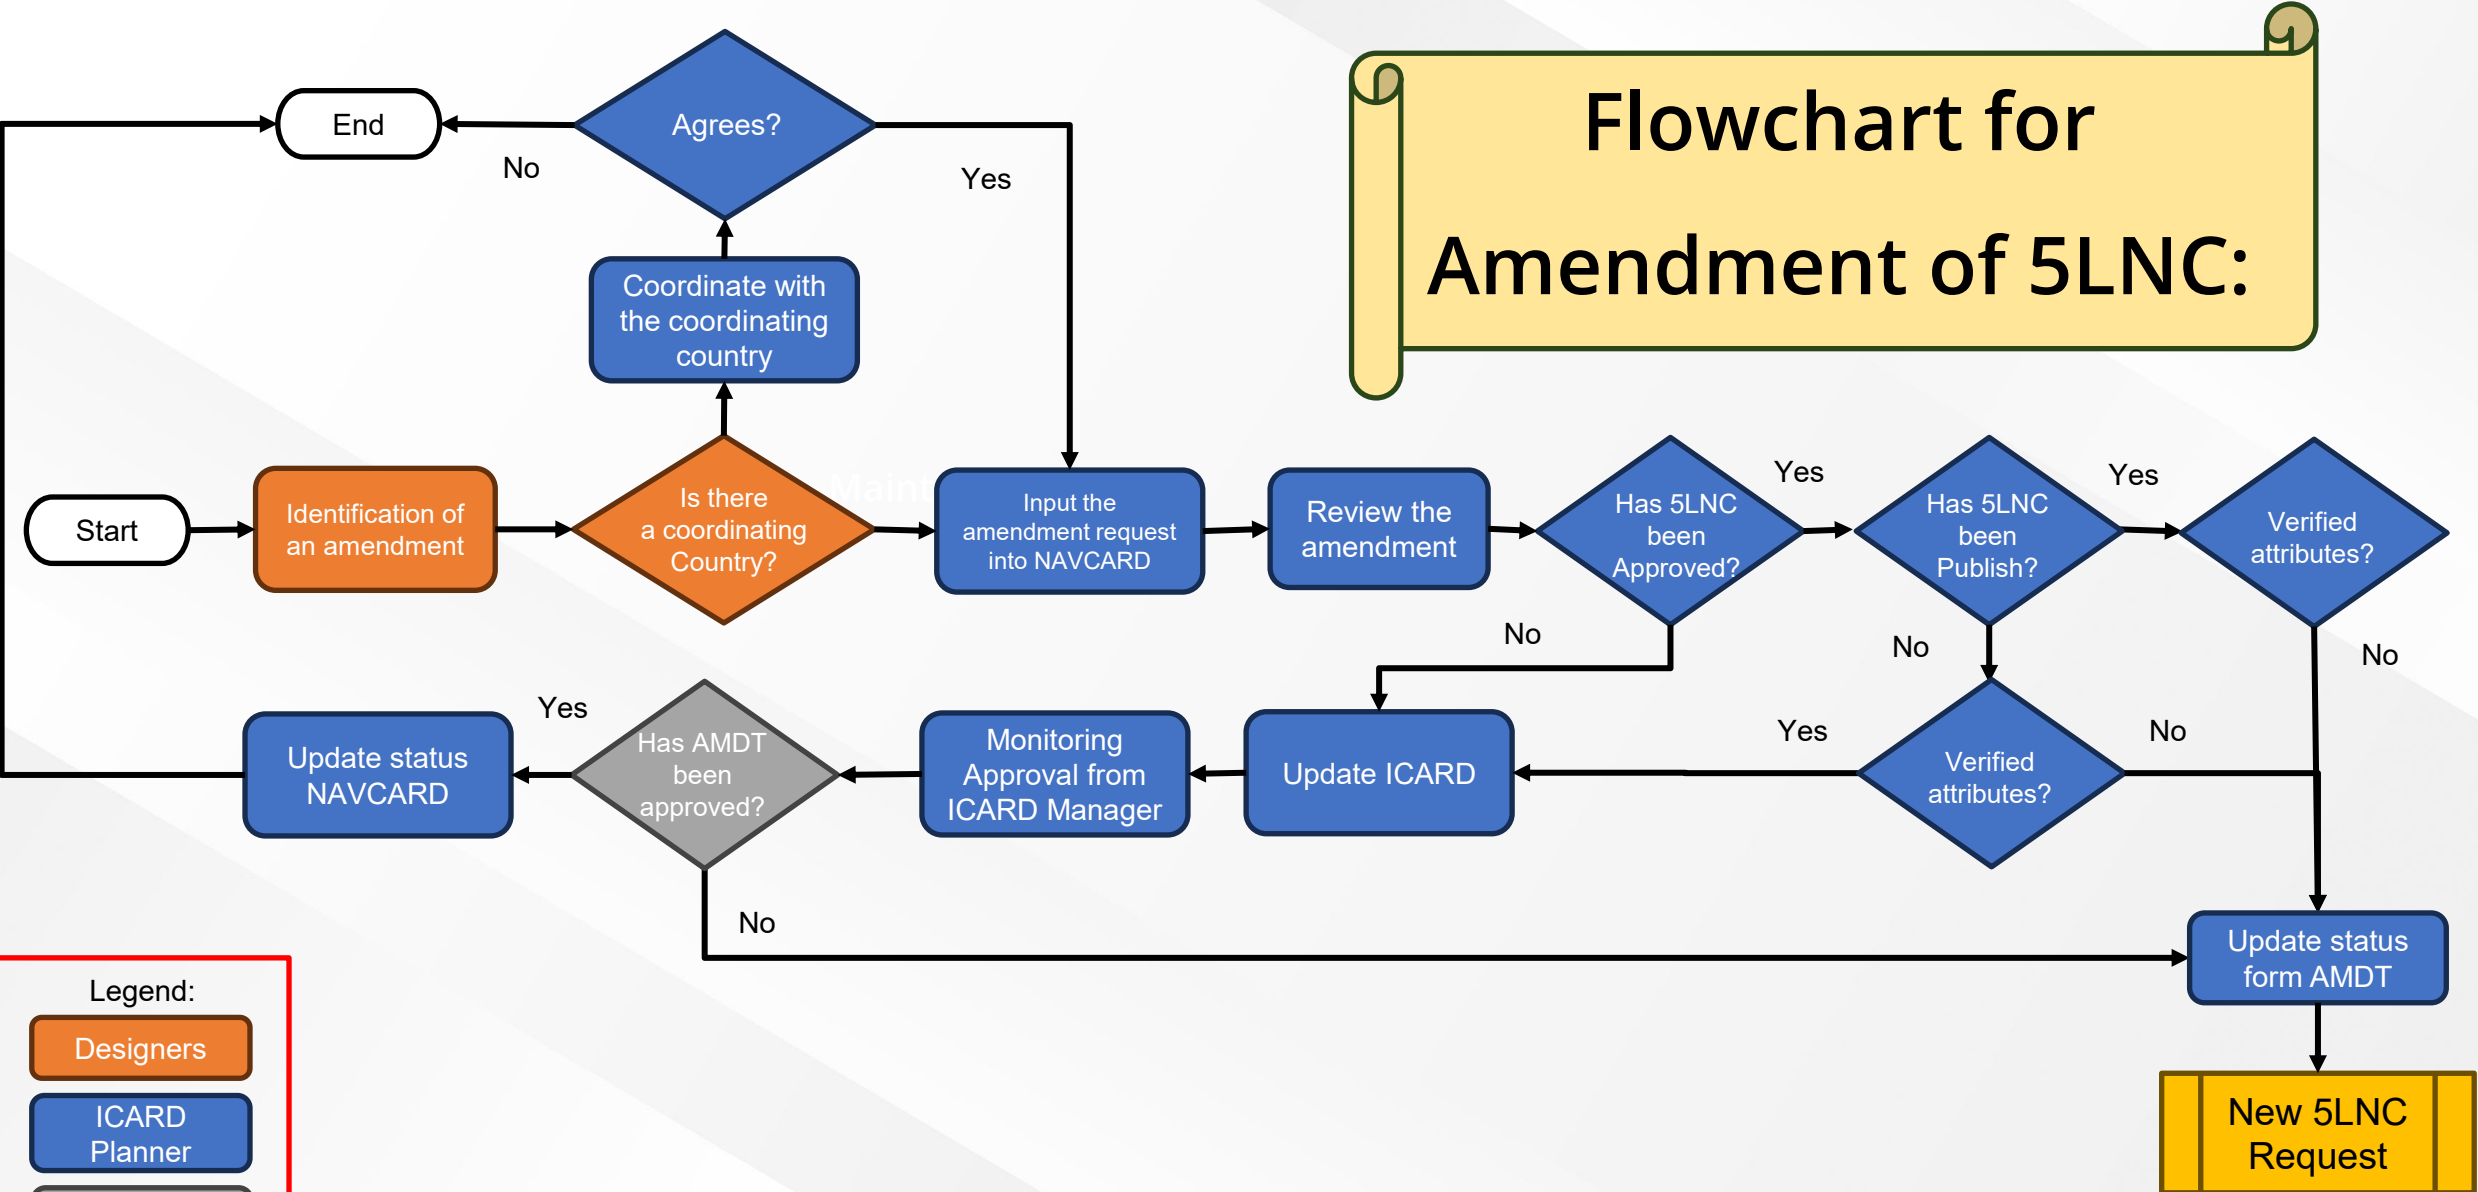 Flowchart for
Amendment of 5LNC:
End
Agrees?
No
Yes
Coordinate with
the coordinating
country
Start
Identification of
an amendment
Is there
a coordinating
Country?
Maint
Input the
amendment request
into NAVCARD
Review the
amendment
Has 5LNC
been
Approved?
Yes
Has 5LNC
been
Publish?
Yes
Verified
attributes?
No
No
No
Update status
NAVCARD
Yes
Has AMDT
been
approved?
Monitoring
Approval from
ICARD Manager
Update ICARD
Yes
Verified
attributes?
No
No
Update status
form AMDT
New 5LNC
Request
Legend:
Designers
ICARD
Planner